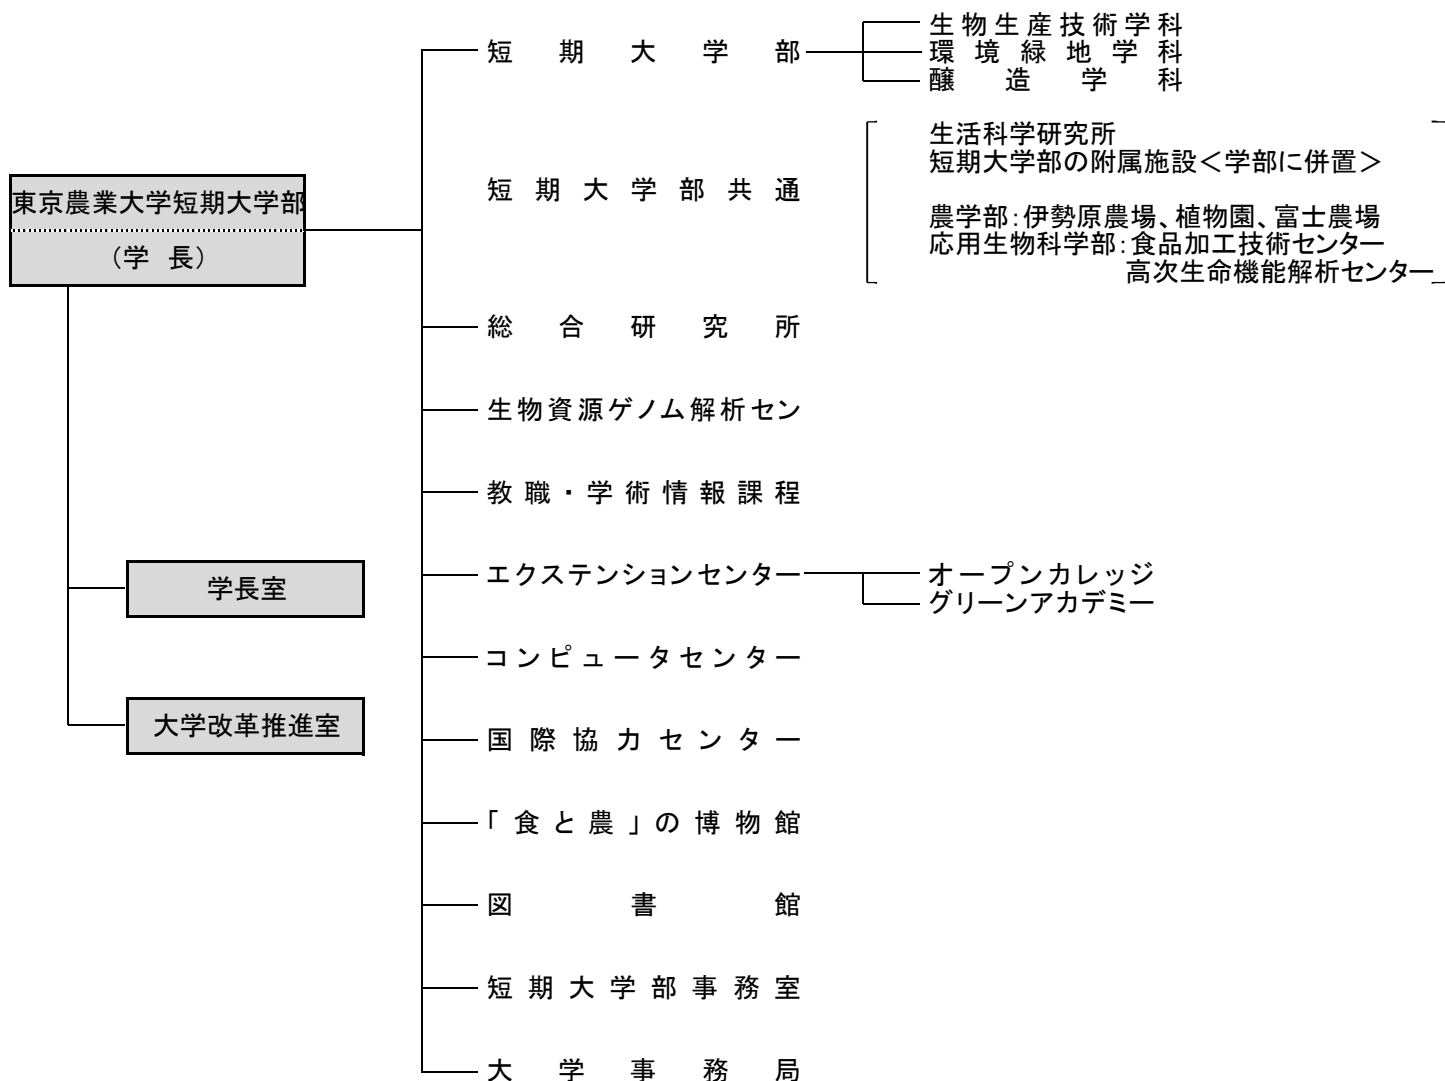 短期大学部
生物生産技術学科
環境緑地学科
醸造学科
短期大学部共通
生活科学研究所
短期大学部の附属施設<学部に併置>
農学部:伊勢原農場、植物園、富士農場
応用生物科学部:食品加工技術センター
高次生命機能解析センター
東京農業大学短期大学部
(学 長)
総合研究所
生物資源ゲノム解析セン
教職・学術情報課程
エクステンションセンター
オープンカレッジ
グリーンアカデミー
学長室
コンピュータセンター
大学改革推進室
国際協力センター
「食と農」の博物館
図書館
短期大学部事務室
大学事務局